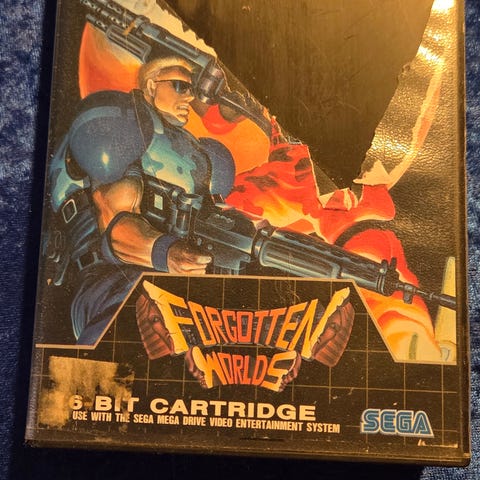 FORGOTTEN
WORLDS
6-BIT CARTRIDGE
USE WITH THE SEGA MEGA DRIVE VIDEO ENTERTAINMENT SYSTEM
SEGA